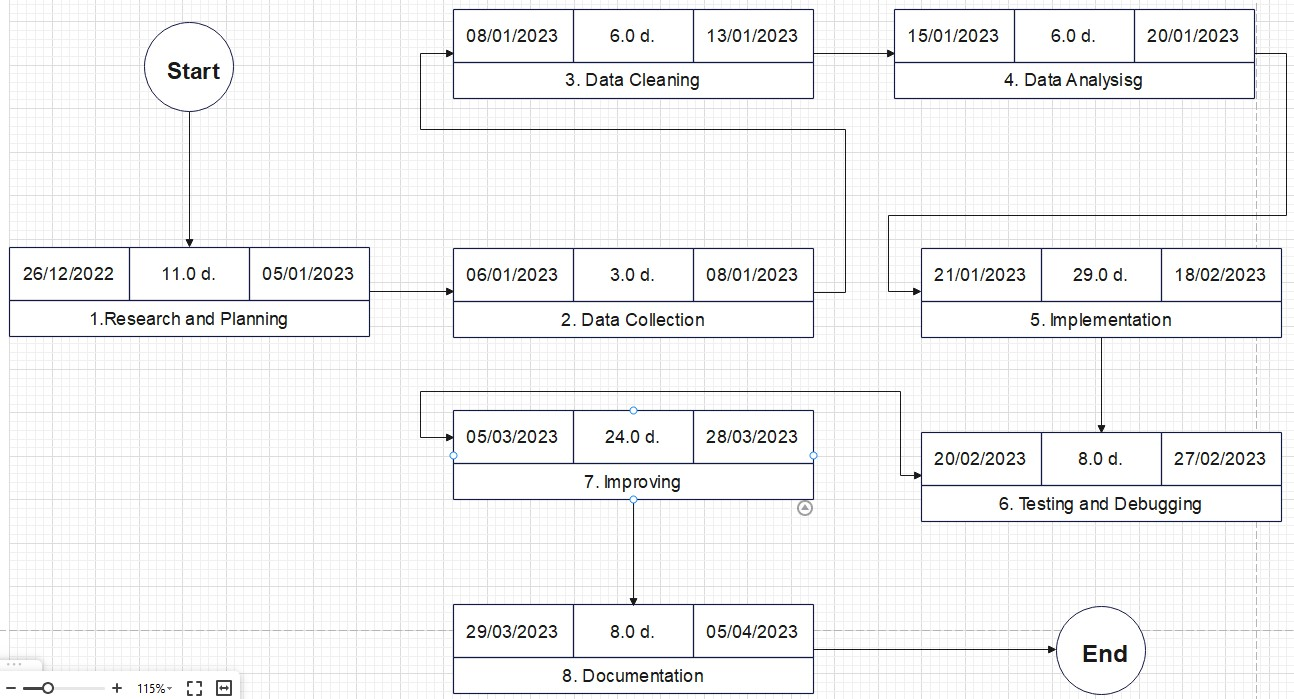 Start
26/12/2022 11.0 d. 05/01/2023
1.Research and Planning
06/01/2023 3.0 d. 08/01/2023
2. Data Collection
08/01/2023 6.0 d. 13/01/2023
3. Data Cleaning
15/01/2023 6.0 d. 20/01/2023
4. Data Analysisg
21/01/2023 29.0 d. 18/02/2023
5. Implementation
20/02/2023 8.0 d. 27/02/2023
6. Testing and Debugging
05/03/2023 24.0 d. 28/03/2023
7. Improving
29/03/2023 8.0 d. 05/04/2023
8. Documentation
End
115%